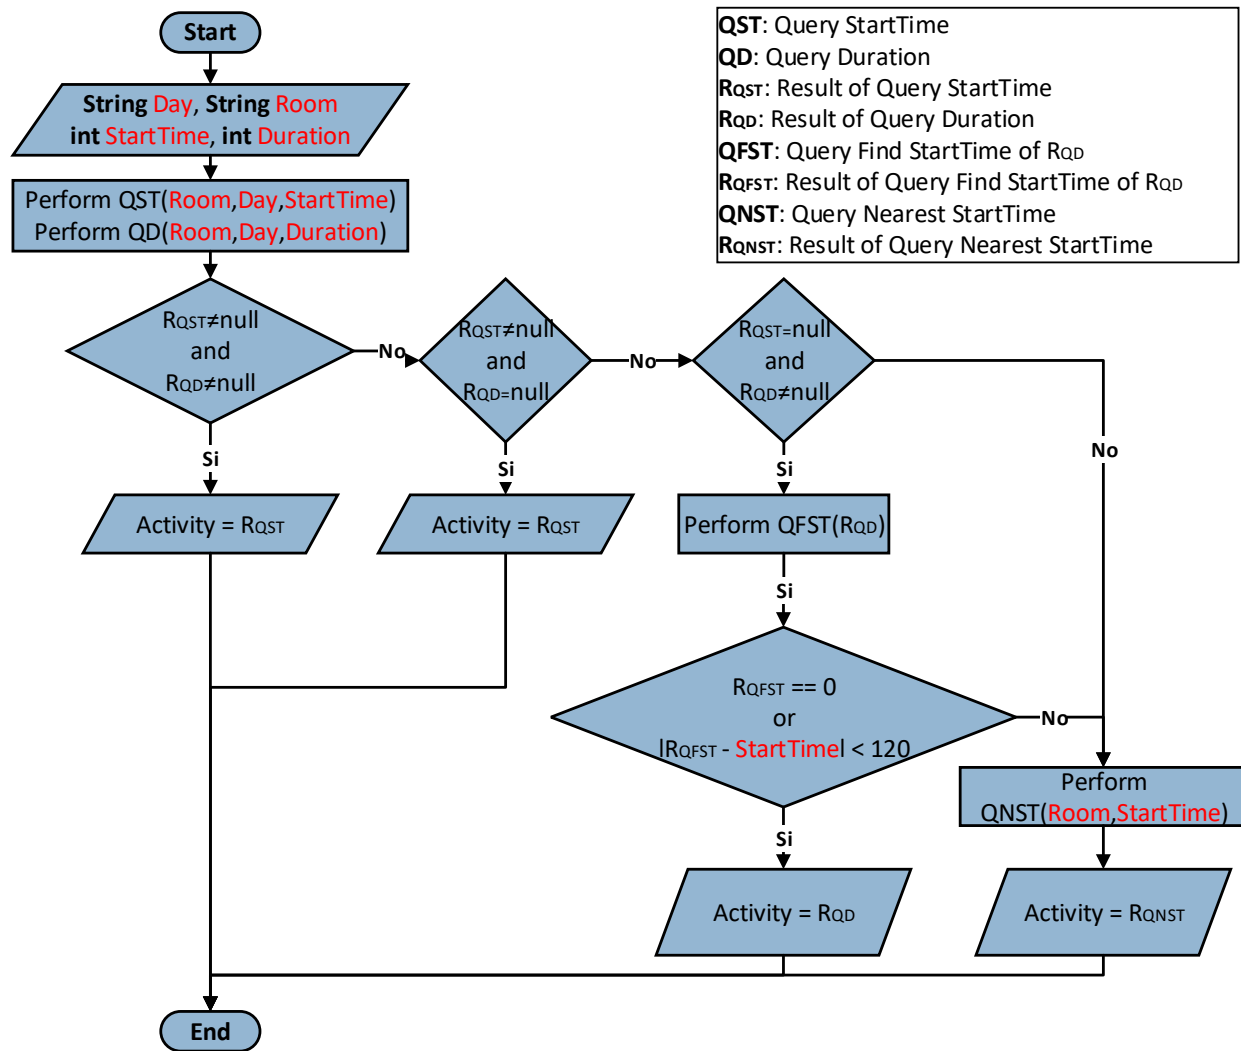 Start
String Day, String Room
int StartTime, int Duration
Perform QST(Room,Day,StartTime)
Perform QD(Room,Day,Duration)
QST: Query StartTime
QD: Query Duration
RQST: Result of Query StartTime
RQD: Result of Query Duration
QFST: Query Find StartTime of RQD
RQFST: Result of Query Find StartTime of RQD
QNST: Query Nearest StartTime
RQNST: Result of Query Nearest StartTime
RQST≠null
and
RQD≠null
No
RQST≠null
and
RQD=null
No
RQST=null
and
RQD≠null
No
Si
Si
Si
Activity = RQST
Activity = RQST
Perform QFST(RQD)
Si
RQFST == 0
or
|RQFST - StartTime| < 120
No
Perform
QNST(Room,StartTime)
Si
Activity = RQD
Activity = RQNST
End